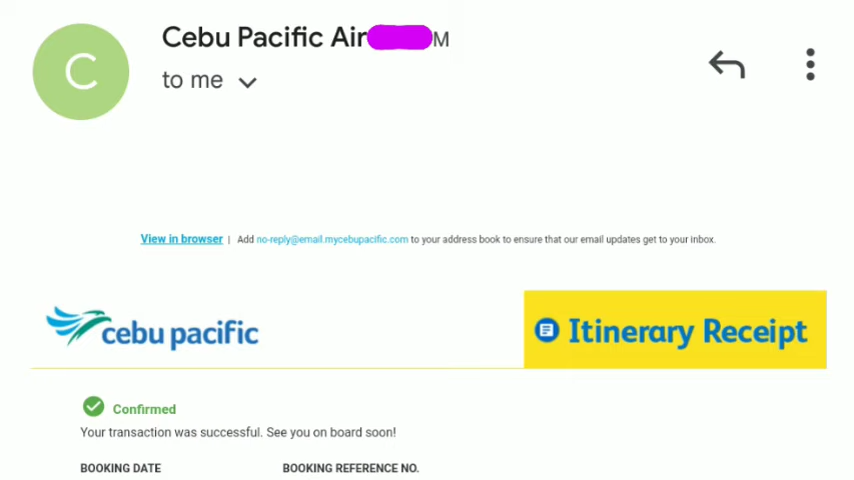 C
Cebu Pacific Air M
to me
View in browser | Add no-reply@email.mycebupacific.com to your address book to ensure that our email updates get to your inbox.
cebu pacific
Itinerary Receipt
Confirmed
Your transaction was successful. See you on board soon!
BOOKING DATE BOOKING REFERENCE NO.